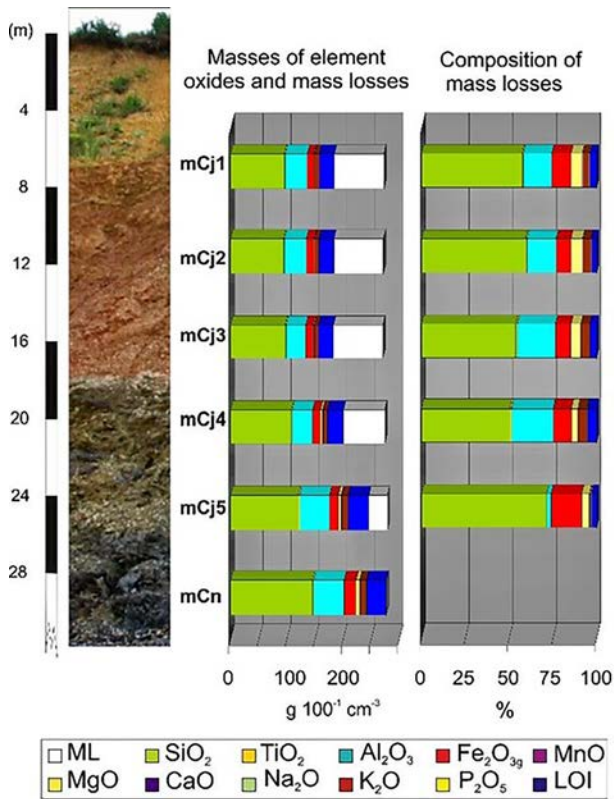 (m)
4
8
12
16
20
24
28
Masses of element
oxides and mass losses
Composition of
mass losses
mCj1
mCj2
mCj3
mCj4
mCj5
mCn
0 100 200
g 100⁻¹ cm⁻³
0 25 50 75 100
%
ML SiO₂ TiO₂ Al₂O₃ Fe₂O₃g MnO
MgO CaO Na₂O K₂O P₂O₅ LOI